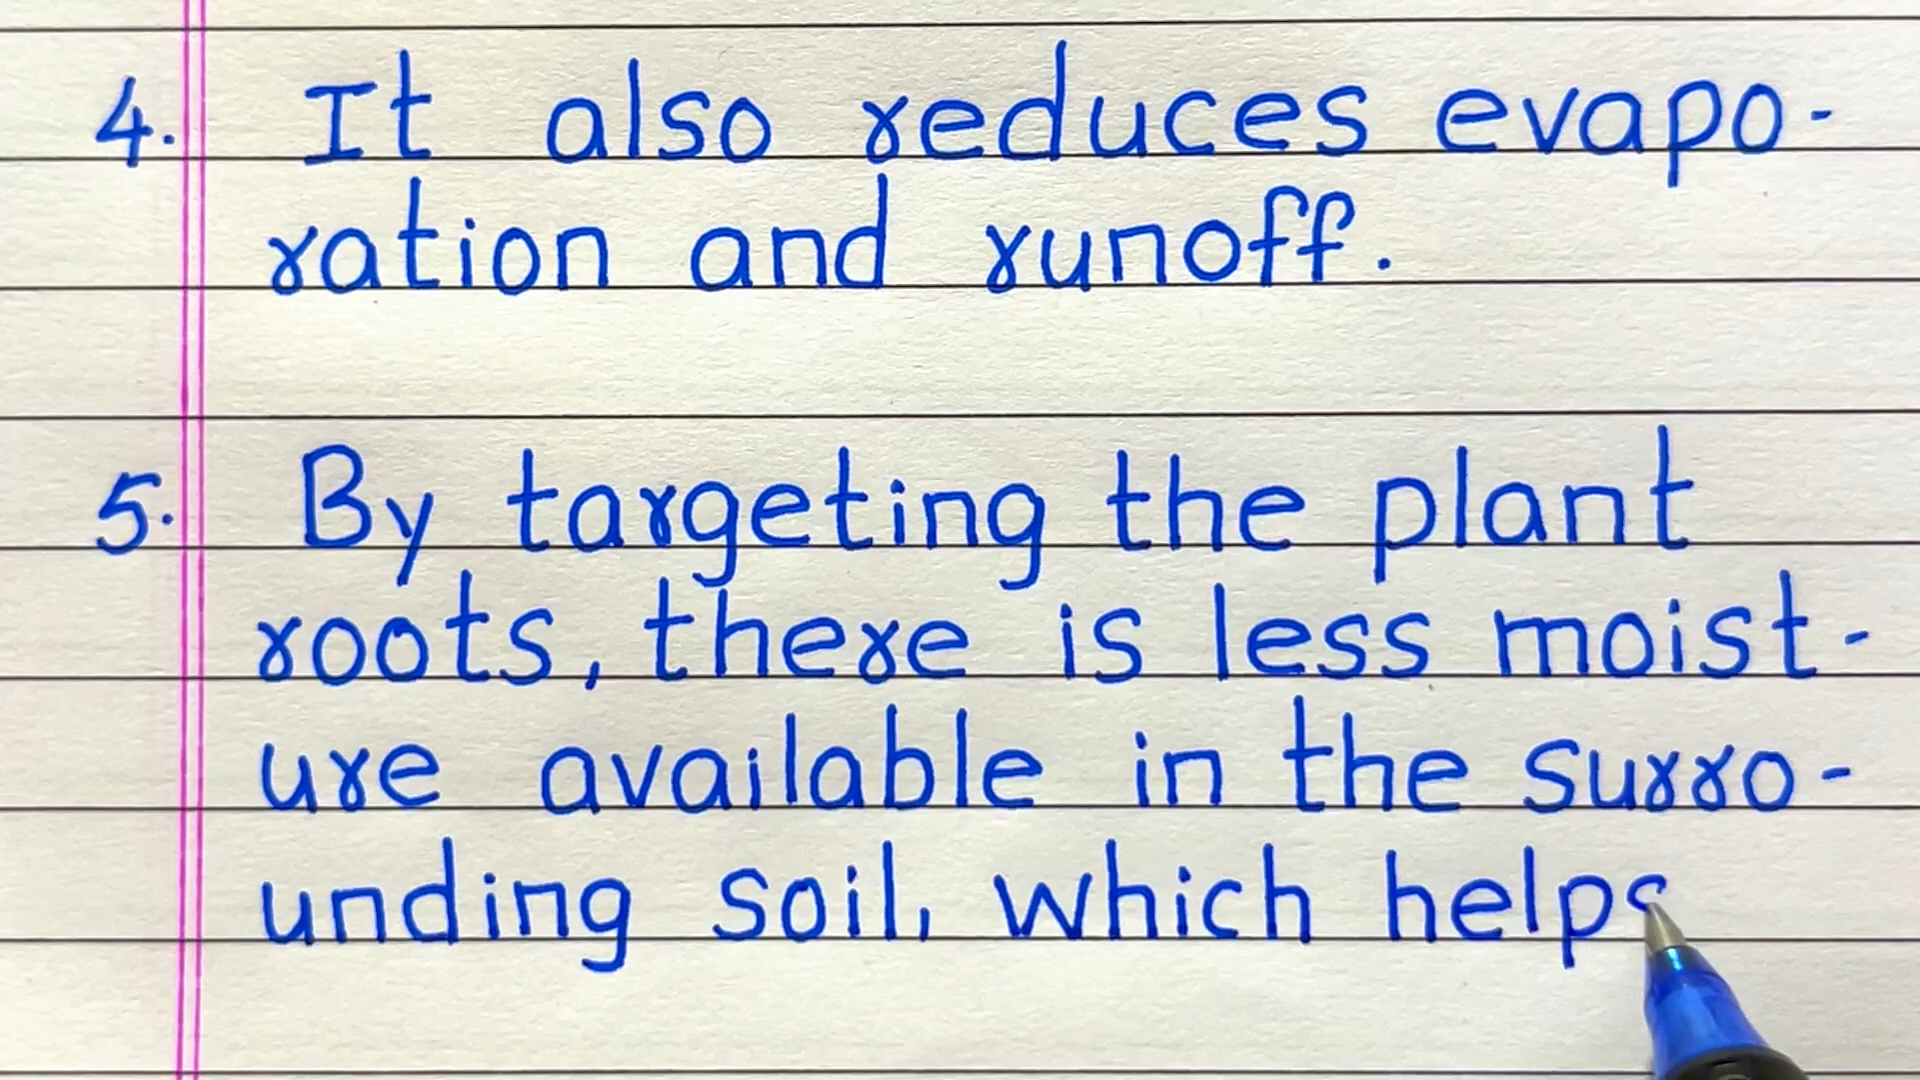 4. It also reduces evapo-
ration and runoff.
5. By targeting the plant
roots, there is less moist-
ure available in the surro-
unding soil, which helps